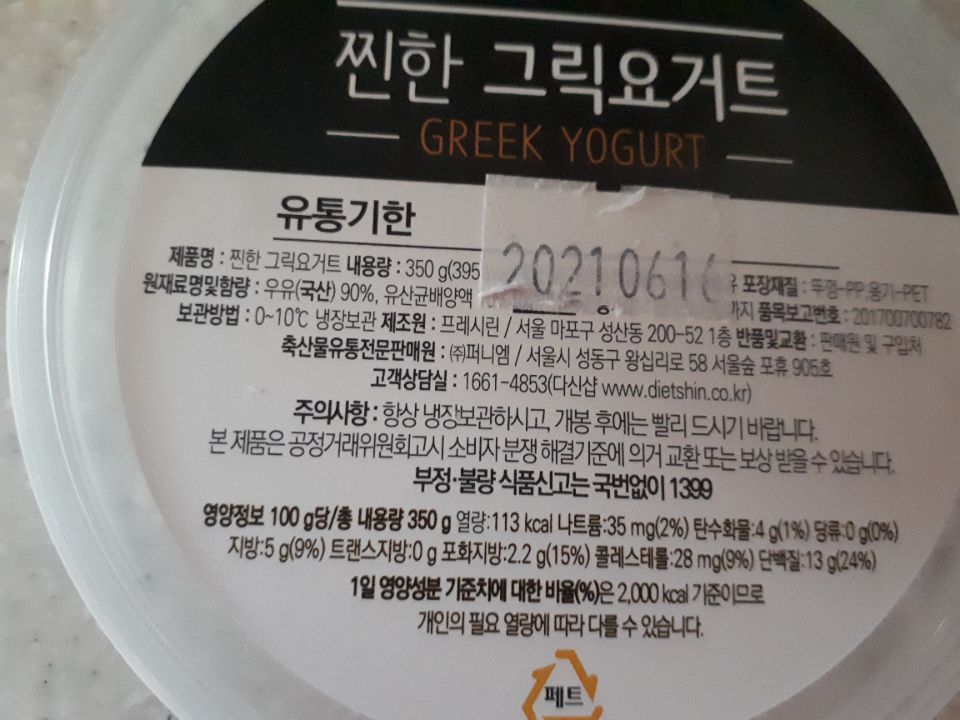 찐한 그릭요거트
GREEK YOGURT
유통기한
20210616
제품명 : 찐한 그릭요거트 내용량 : 350 g(395 포장재질 : 뚜껑-PP,용기-PET
원재료명및함량 : 우유(국산) 90%, 유산균배양액 까지 품목보고번호 : 201700700782
보관방법 : 0~10℃ 냉장보관 제조원 : 프레시린 / 서울 마포구 성산동 200-52 1층 반품및교환 : 판매원 및 구입처
축산물유통전문판매원 : ㈜퍼니엠 / 서울시 성동구 왕십리로 58 서울숲 포휴 905호
고객상담실 : 1661-4853(다신샵 www.dietshin.co.kr)
주의사항 : 항상 냉장보관하시고, 개봉 후에는 빨리 드시기 바랍니다.
본 제품은 공정거래위원회고시 소비자 분쟁 해결기준에 의거 교환 또는 보상 받을 수 있습니다.
부정·불량 식품신고는 국번없이 1399
영양정보 100 g당/총 내용량 350 g 열량:113 kcal 나트륨:35 mg(2%) 탄수화물:4 g(1%) 당류:0 g(0%)
지방:5 g(9%) 트랜스지방:0 g 포화지방:2.2 g(15%) 콜레스테롤:28 mg(9%) 단백질:13 g(24%)
1일 영양성분 기준치에 대한 비율(%)은 2,000 kcal 기준이므로
개인의 필요 열량에 따라 다를 수 있습니다.
페트